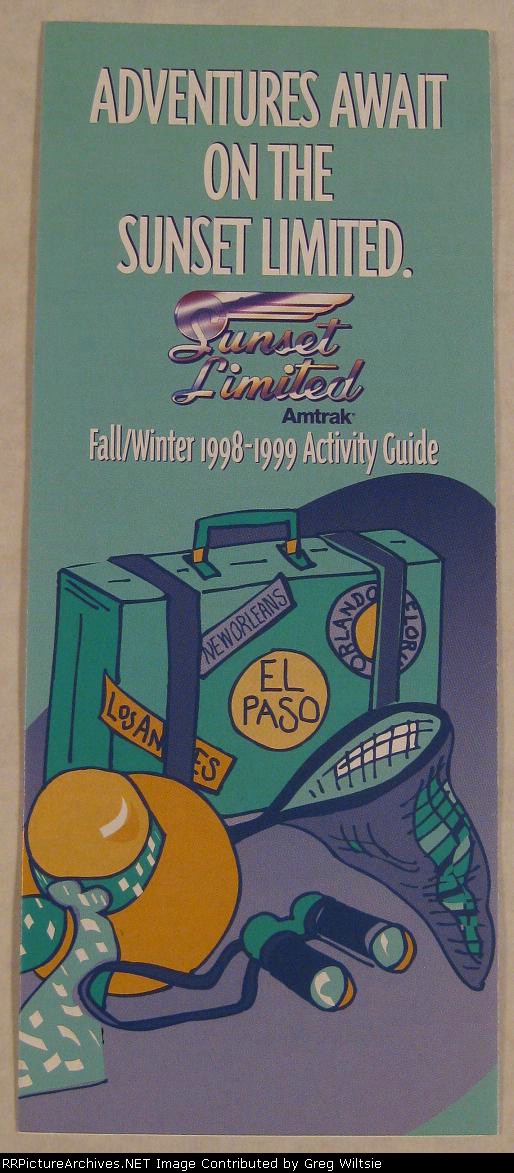 ADVENTURES AWAIT
ON THE
SUNSET LIMITED.
Sunset
Limited
Amtrak
Fall/Winter 1998-1999 Activity Guide
NEW ORLEANS
ORLANDO FLOR
EL
PASO
LOS AN ES
RRPictureArchives.NET Image Contributed by Greg Wiltsie